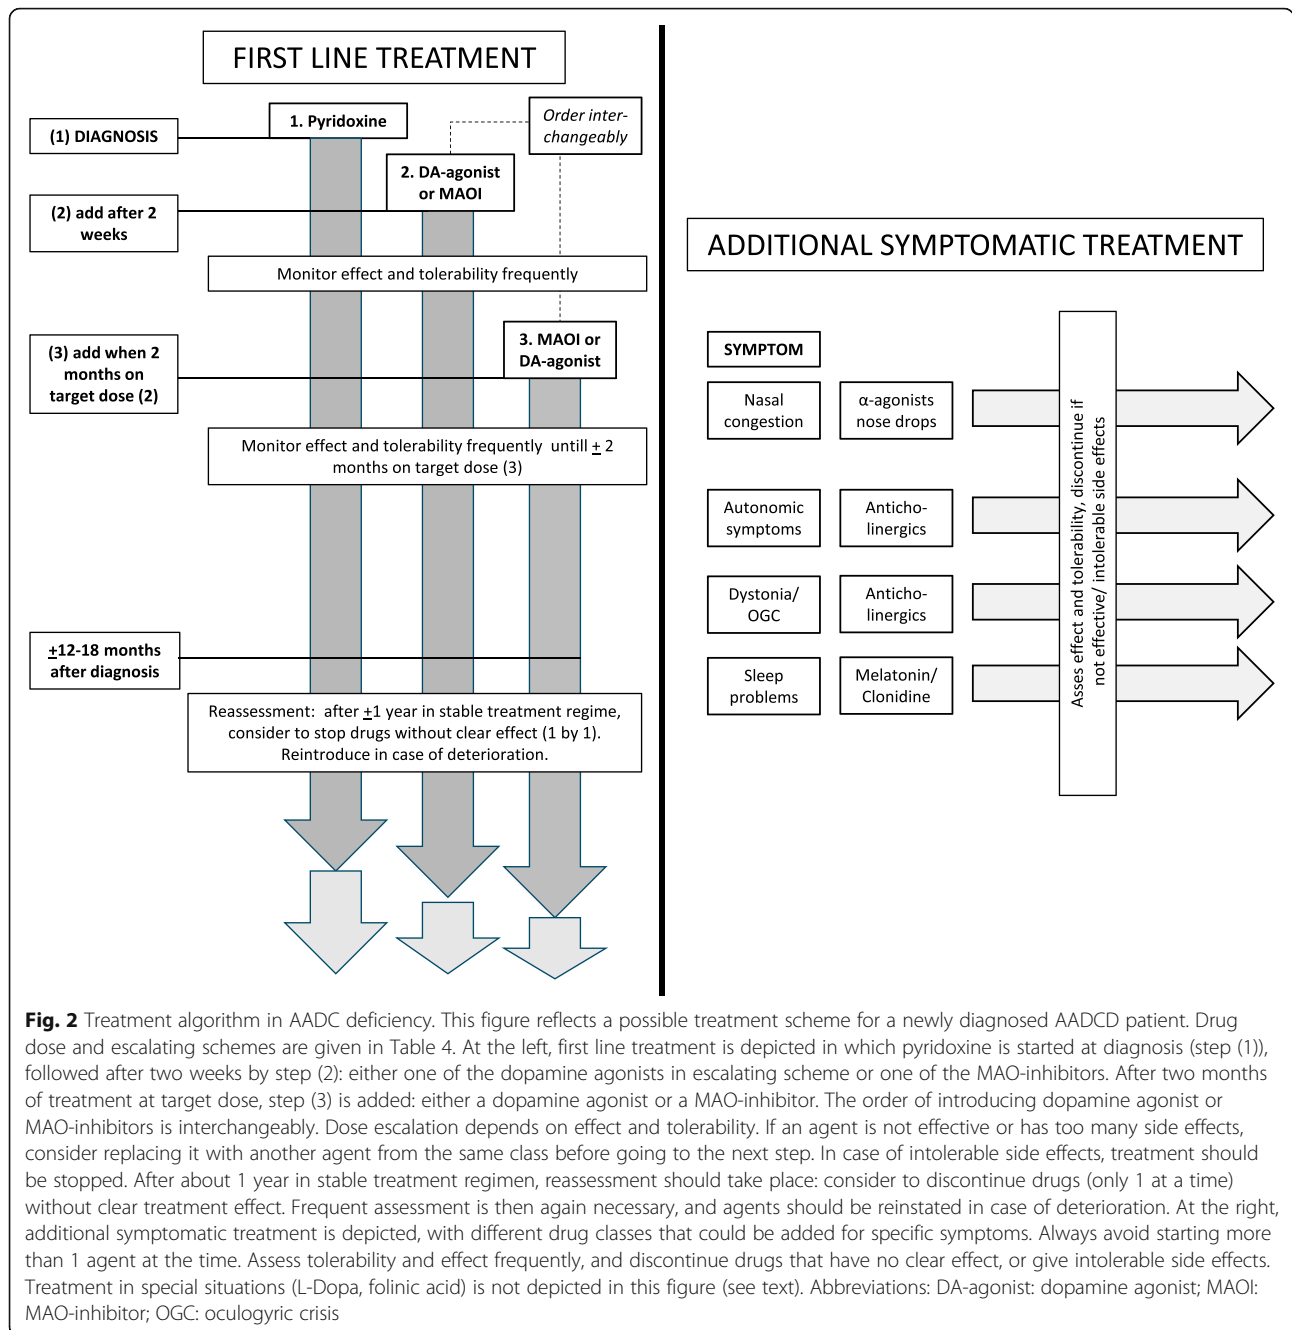 FIRST LINE TREATMENT
(1) DIAGNOSIS
1. Pyridoxine
Order inter-
changeably
2. DA-agonist
or MAOI
(2) add after 2
weeks
Monitor effect and tolerability frequently
(3) add when 2
months on
target dose (2)
3. MAOI or
DA-agonist
Monitor effect and tolerability frequently untill ± 2
months on target dose (3)
±12-18 months
after diagnosis
Reassessment: after ±1 year in stable treatment regime,
consider to stop drugs without clear effect (1 by 1).
Reintroduce in case of deterioration.
ADDITIONAL SYMPTOMATIC TREATMENT
SYMPTOM
Nasal
congestion
α-agonists
nose drops
Autonomic
symptoms
Anticho-
linergics
Dystonia/
OGC
Anticho-
linergics
Sleep
problems
Melatonin/
Clonidine
Asses effect and tolerability, discontinue if
not effective/ intolerable side effects
Fig. 2 Treatment algorithm in AADC deficiency. This figure reflects a possible treatment scheme for a newly diagnosed AADCD patient. Drug
dose and escalating schemes are given in Table 4. At the left, first line treatment is depicted in which pyridoxine is started at diagnosis (step (1)),
followed after two weeks by step (2): either one of the dopamine agonists in escalating scheme or one of the MAO-inhibitors. After two months
of treatment at target dose, step (3) is added: either a dopamine agonist or a MAO-inhibitor. The order of introducing dopamine agonist or
MAO-inhibitors is interchangeably. Dose escalation depends on effect and tolerability. If an agent is not effective or has too many side effects,
consider replacing it with another agent from the same class before going to the next step. In case of intolerable side effects, treatment should
be stopped. After about 1 year in stable treatment regimen, reassessment should take place: consider to discontinue drugs (only 1 at a time)
without clear treatment effect. Frequent assessment is then again necessary, and agents should be reinstated in case of deterioration. At the right,
additional symptomatic treatment is depicted, with different drug classes that could be added for specific symptoms. Always avoid starting more
than 1 agent at the time. Assess tolerability and effect frequently, and discontinue drugs that have no clear effect, or give intolerable side effects.
Treatment in special situations (L-Dopa, folinic acid) is not depicted in this figure (see text). Abbreviations: DA-agonist: dopamine agonist; MAOI:
MAO-inhibitor; OGC: oculogyric crisis